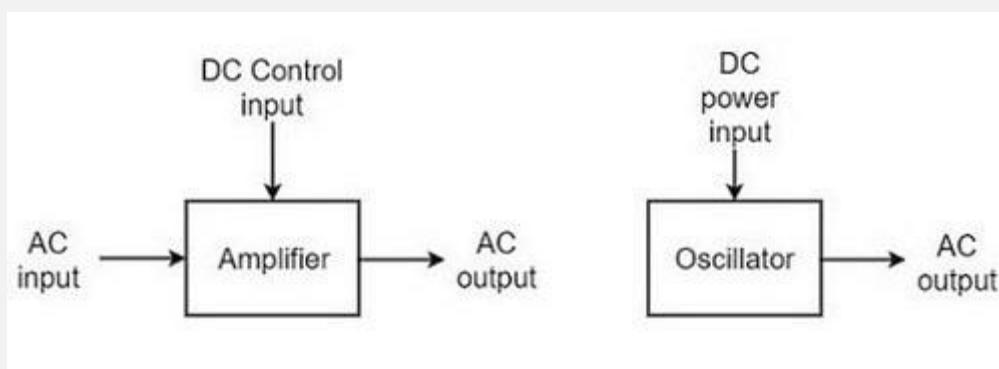 DC Control
input
AC
input
Amplifier
AC
output
DC
power
input
Oscillator
AC
output